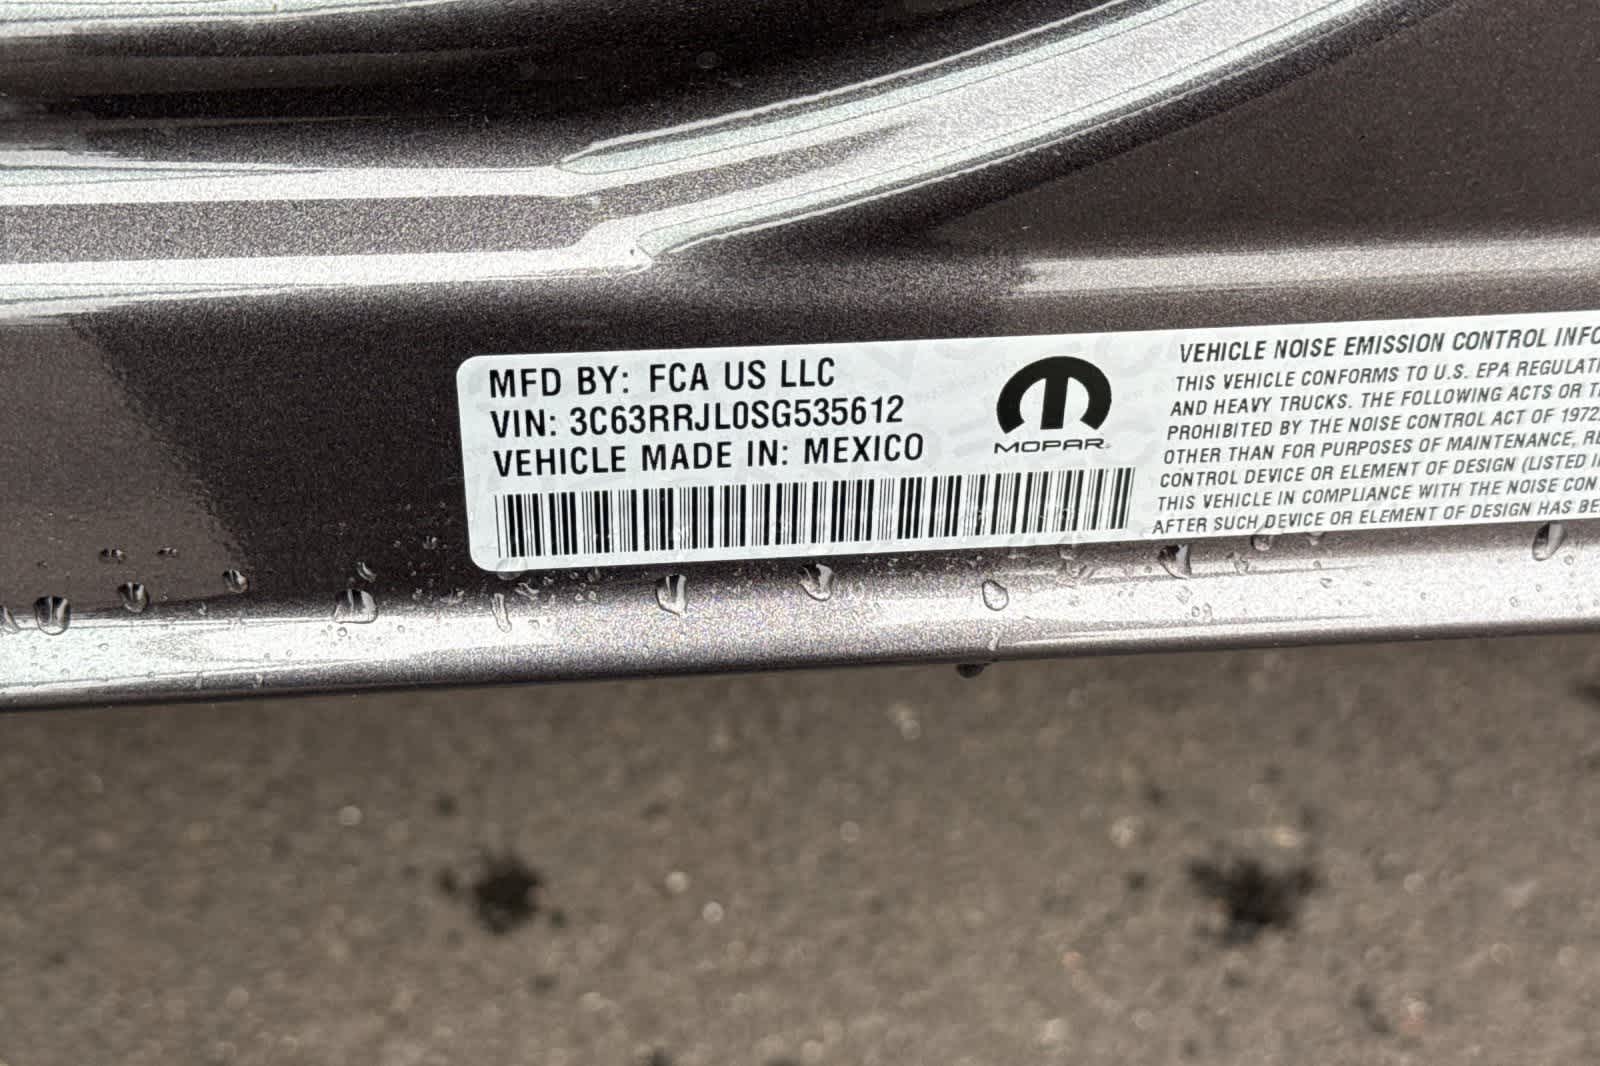 MFD BY: FCA US LLC
VIN: 3C63RRJL0SG535612
VEHICLE MADE IN: MEXICO
MOPAR
VEHICLE NOISE EMISSION CONTROL
THIS VEHICLE CONFORMS TO U.S. EPA
AND HEAVY TRUCKS. THE FOLLOWING ACTS OR
PROHIBITED BY THE NOISE CONTROL ACT OF 1972
OTHER THAN FOR PURPOSES OF MAINTENANCE,
CONTROL DEVICE OR ELEMENT OF DESIGN (LISTED
THIS VEHICLE IN COMPLIANCE WITH THE NOISE
AFTER SUCH DEVICE OR ELEMENT OF DESIGN HAS